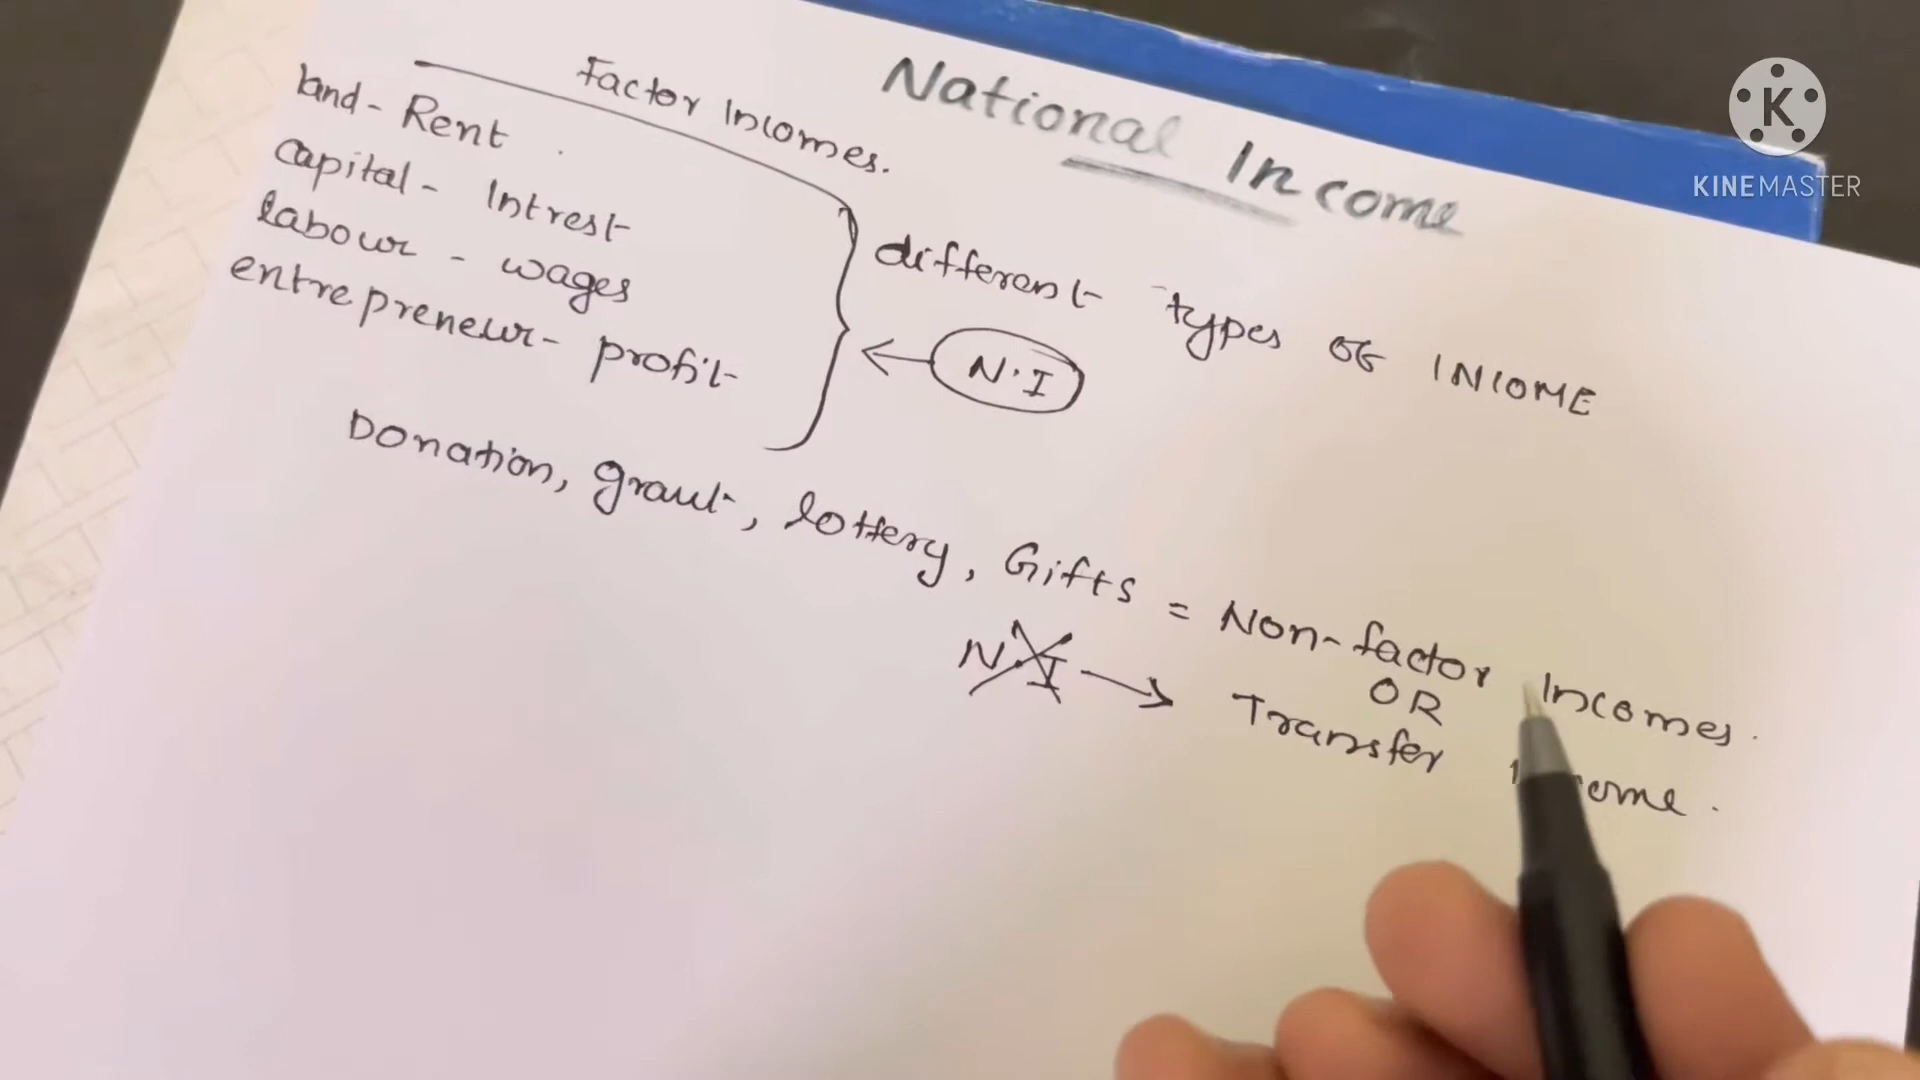 National Income
Factor Incomes.
land - Rent
capital - Intrest
labour - wages
entrepreneur - profit
different types of INCOME
N.I
Donation, grant, lottery, Gifts = Non-factor Incomes.
OR
N.I → Transfer Income.
K
KINEMASTER